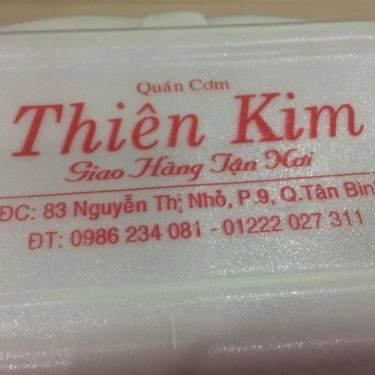 Quán Cơm
Thiên Kim
Giao Hàng Tận Nơi
ĐC: 83 Nguyễn Thị Nhỏ, P.9, Q.Tân Bình
ĐT: 0986 234 081 - 01222 027 311